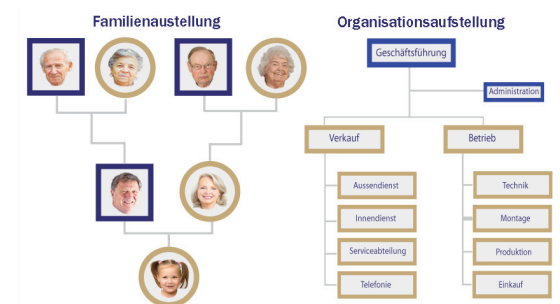 Familienaustellung
Organisationsaufstellung
Geschäftsführung
Administration
Verkauf
Betrieb
Aussendienst
Technik
Innendienst
Montage
Serviceabteilung
Produktion
Telefonie
Einkauf